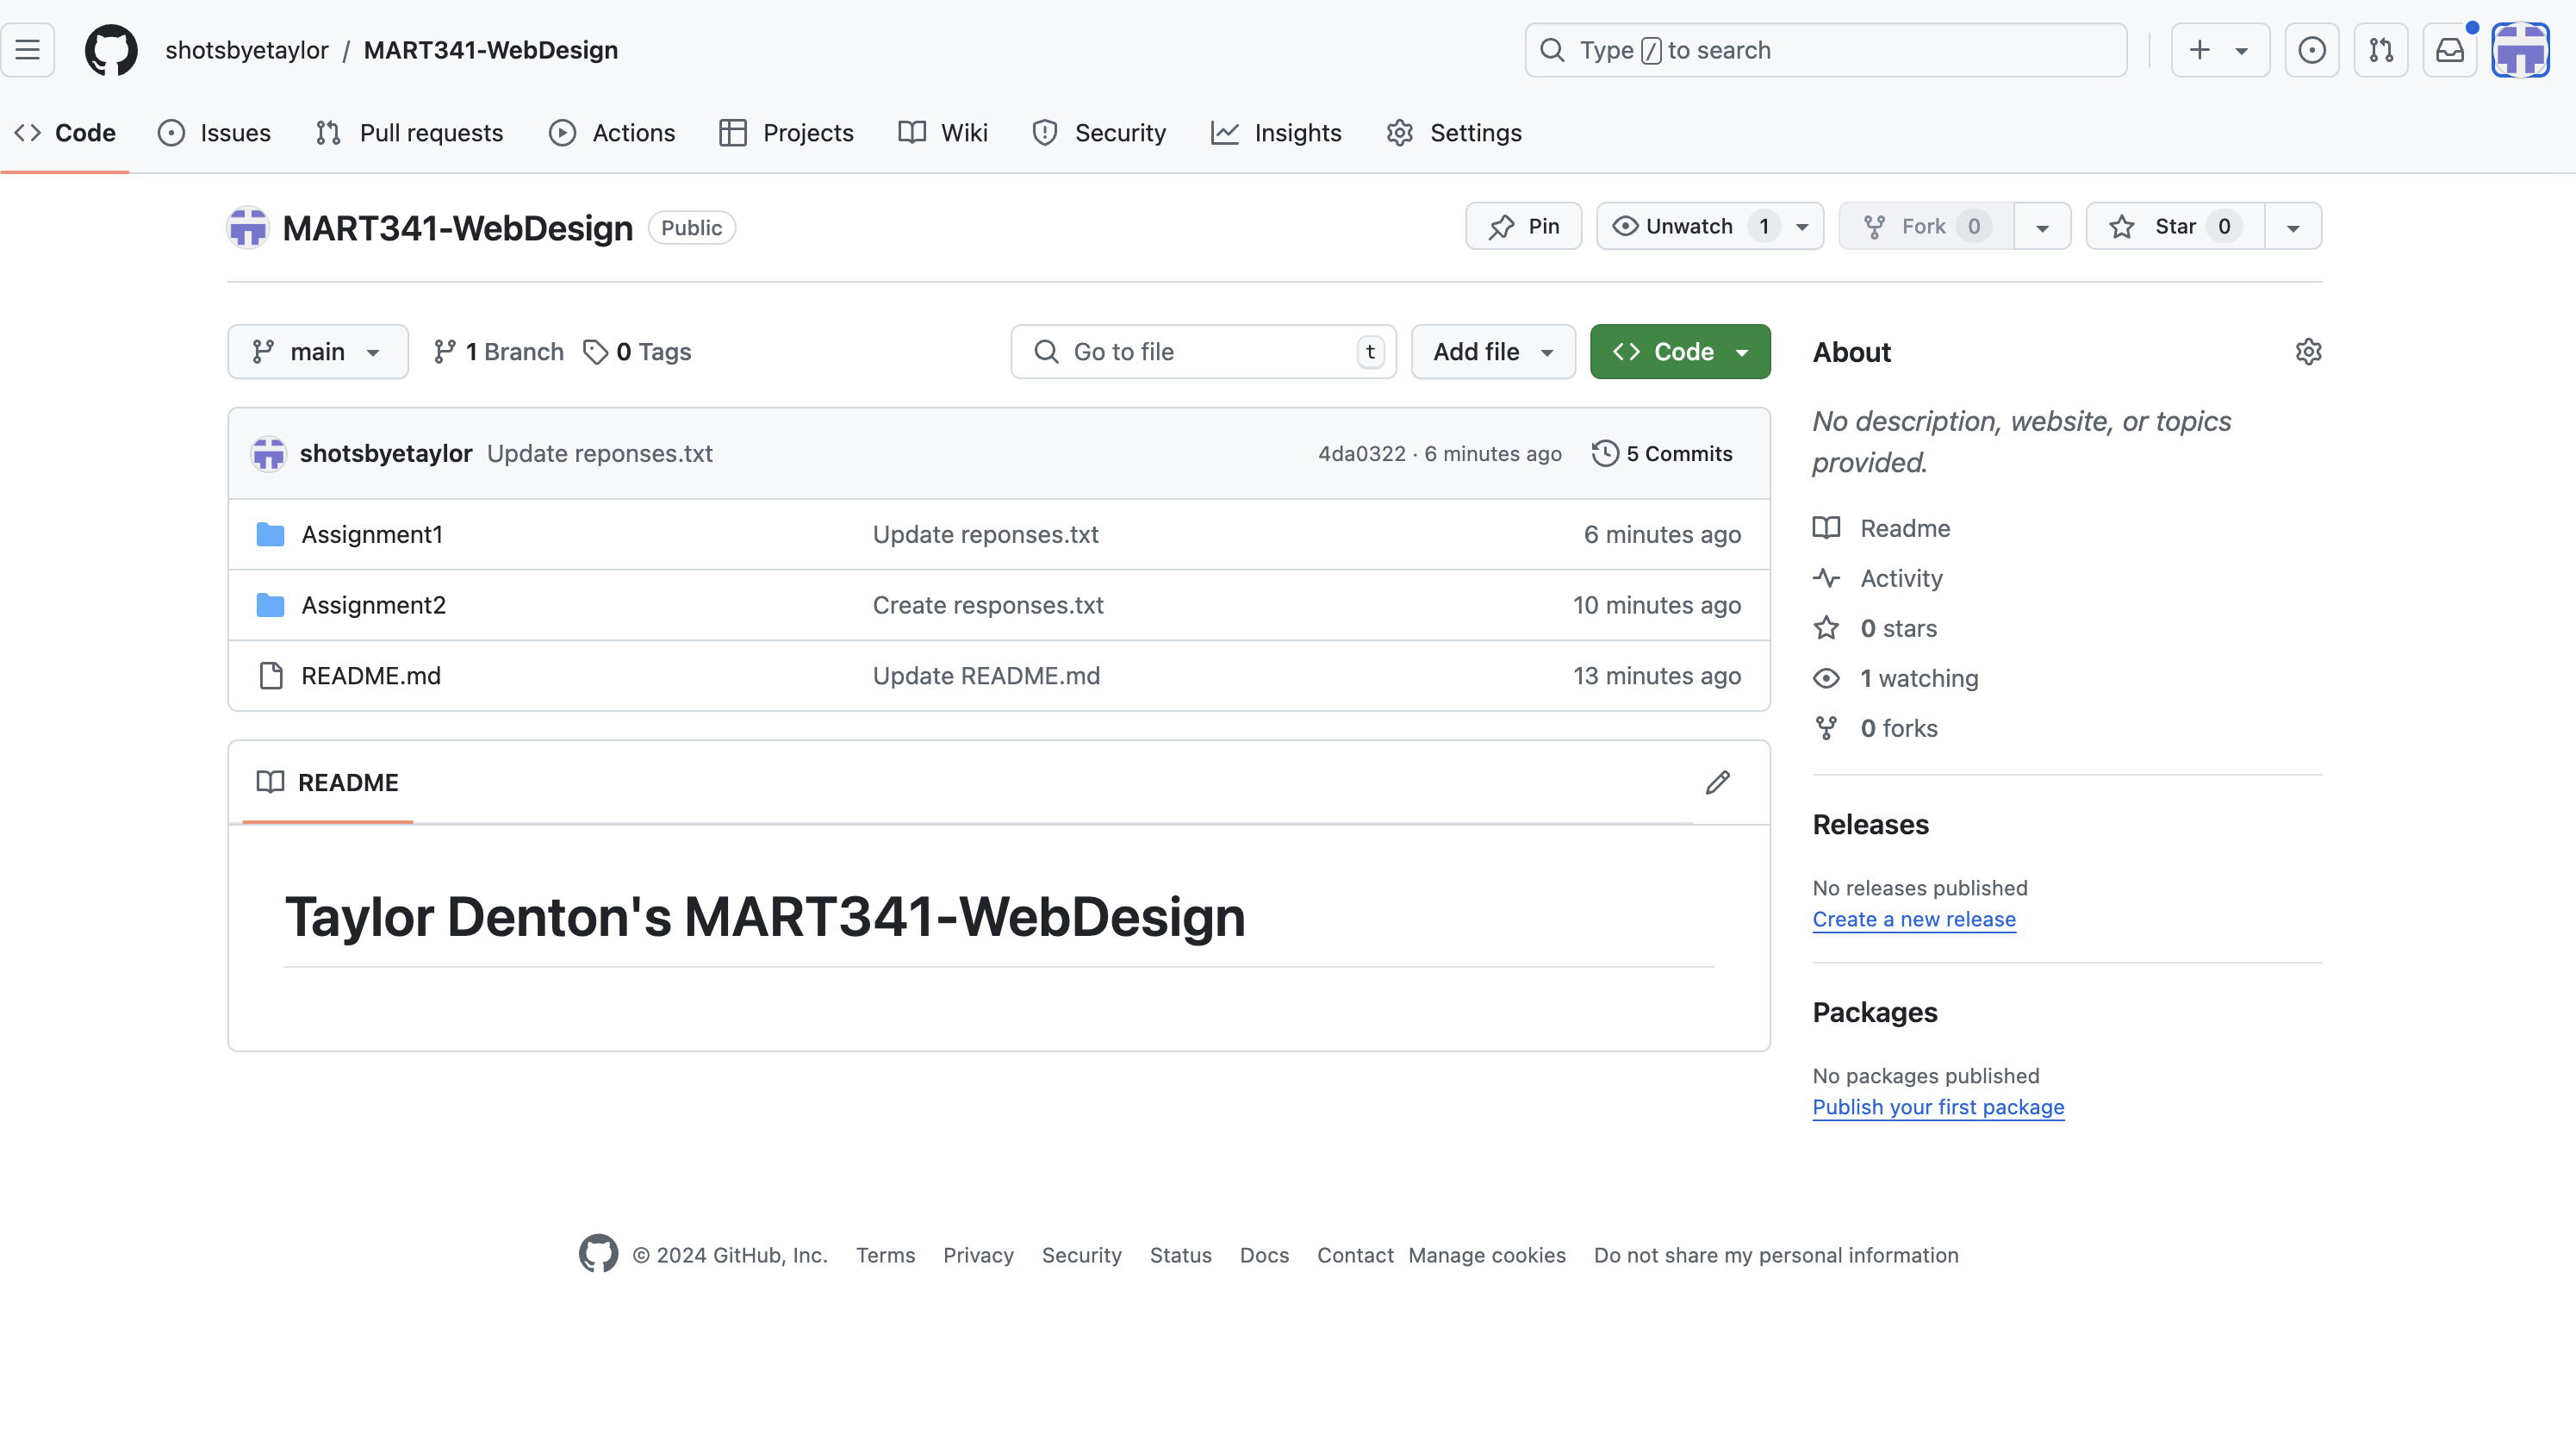 shotsbyetaylor / MART341-WebDesign
Type / to search
Code Issues Pull requests Actions Projects Wiki Security Insights Settings
MART341-WebDesign Public
Pin Unwatch 1 Fork 0 Star 0
main 1 Branch 0 Tags Go to file t Add file Code
shotsbyetaylor Update reponses.txt 4da0322 · 6 minutes ago 5 Commits
Assignment1 Update reponses.txt 6 minutes ago
Assignment2 Create responses.txt 10 minutes ago
README.md Update README.md 13 minutes ago
README
Taylor Denton's MART341-WebDesign
About
No description, website, or topics
provided.
Readme
Activity
0 stars
1 watching
0 forks
Releases
No releases published
Create a new release
Packages
No packages published
Publish your first package
© 2024 GitHub, Inc. Terms Privacy Security Status Docs Contact Manage cookies Do not share my personal information